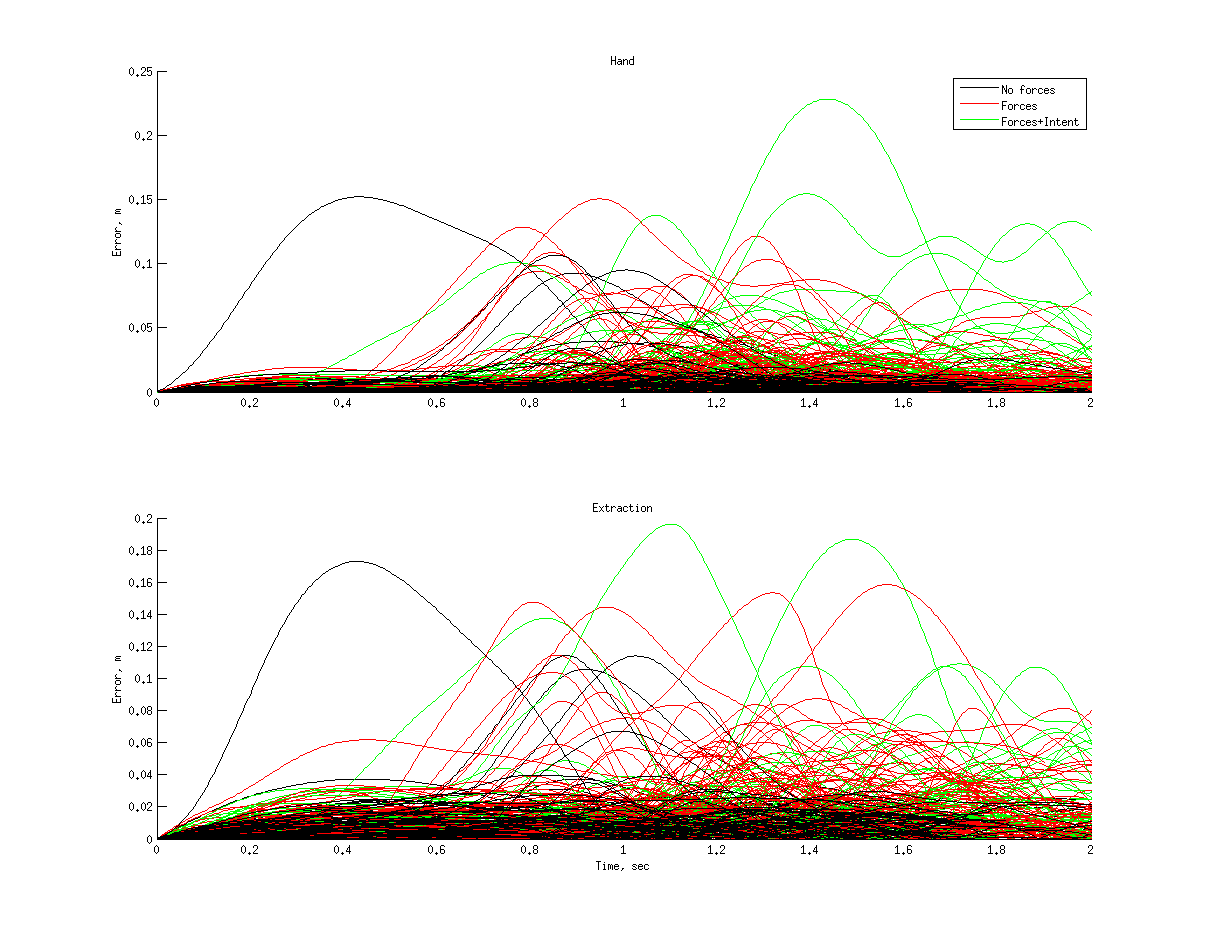 Hand
0.25
No forces
Forces
Forces+Intent
0.2
0.15
Error, m
0.1
0.05
0
0 0.2 0.4 0.6 0.8 1 1.2 1.4 1.6 1.8 2
Extraction
0.2
0.18
0.16
0.14
0.12
Error, m
0.1
0.08
0.06
0.04
0.02
0
0 0.2 0.4 0.6 0.8 1 1.2 1.4 1.6 1.8 2
Time, sec